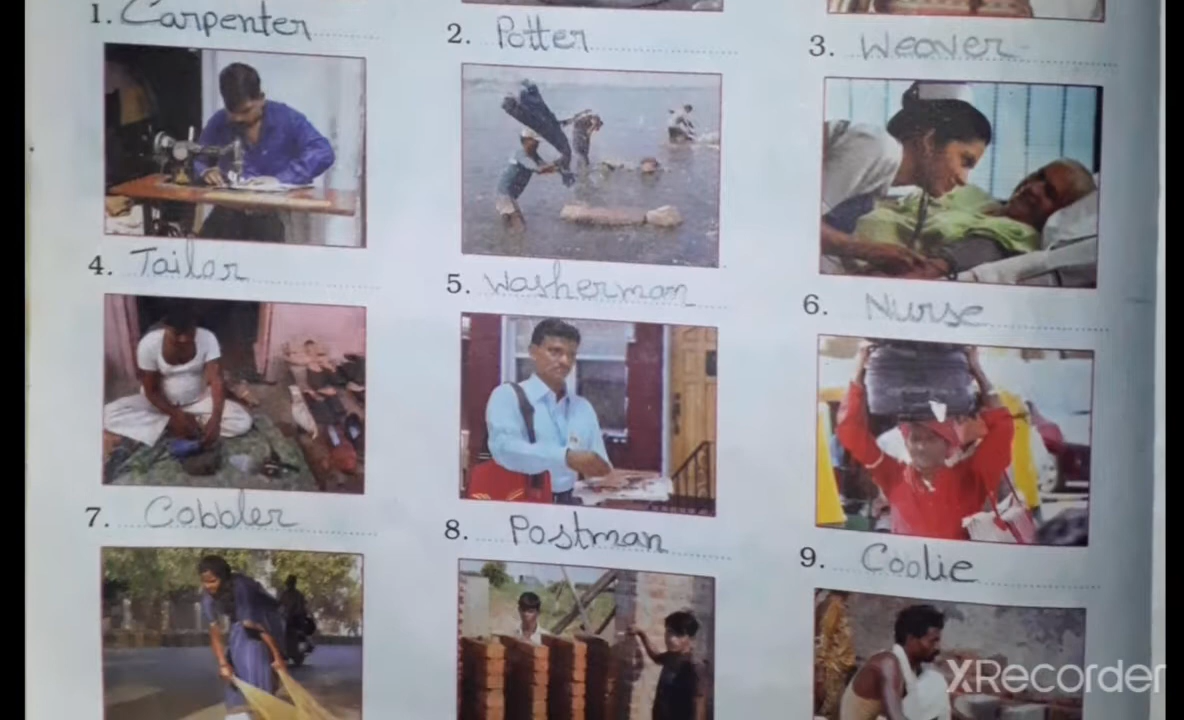 1. Carpenter
2. Potter
3. Weaver
4. Tailor
5. Washerman
6. Nurse
7. Cobbler
8. Postman
9. Coolie
XRecorder